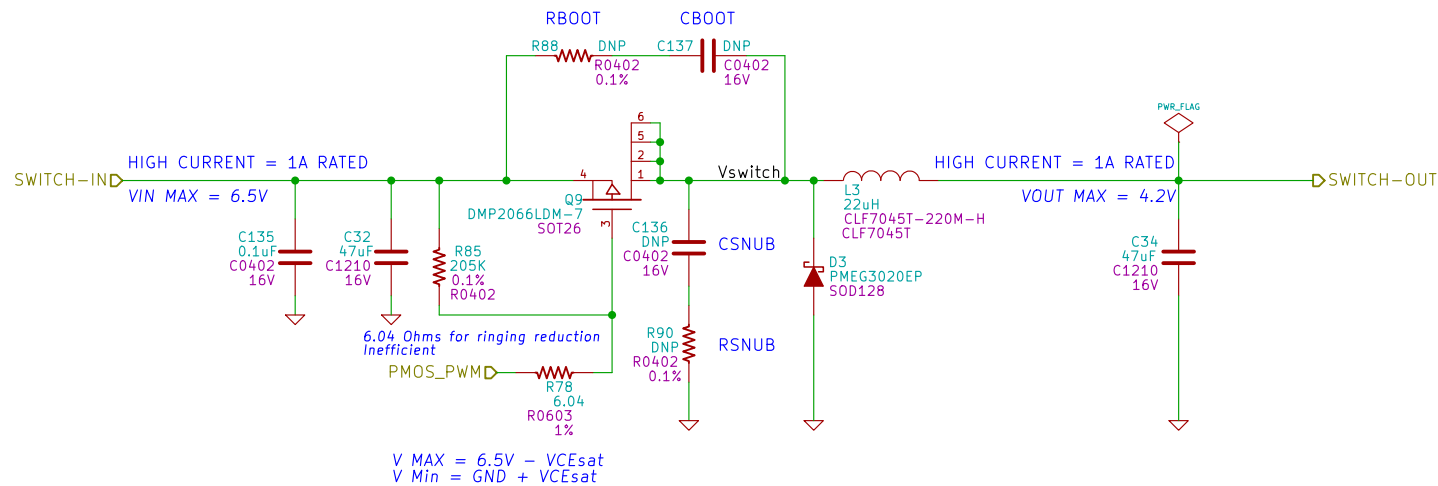 RBOOT
CBOOT
R88
DNP
R0402
0.1%
C137
DNP
C0402
16V
PWR_FLAG
6
5
2
1
4
3
HIGH CURRENT = 1A RATED
SWITCH-IN
VIN MAX = 6.5V
Q9
DMP2066LDM-7
SOT26
Vswitch
L3
22uH
CLF7045T-220M-H
CLF7045T
HIGH CURRENT = 1A RATED
VOUT MAX = 4.2V
SWITCH-OUT
C135
0.1uF
C0402
16V
C32
47uF
C1210
16V
R85
205K
0.1%
R0402
C136
DNP
C0402
16V
CSNUB
D3
PMEG3020EP
SOD128
C34
47uF
C1210
16V
6.04 Ohms for ringing reduction
Inefficient
R90
DNP
R0402
0.1%
RSNUB
PMOS_PWM
R78
6.04
R0603
1%
V MAX = 6.5V - VCEsat
V Min = GND + VCEsat